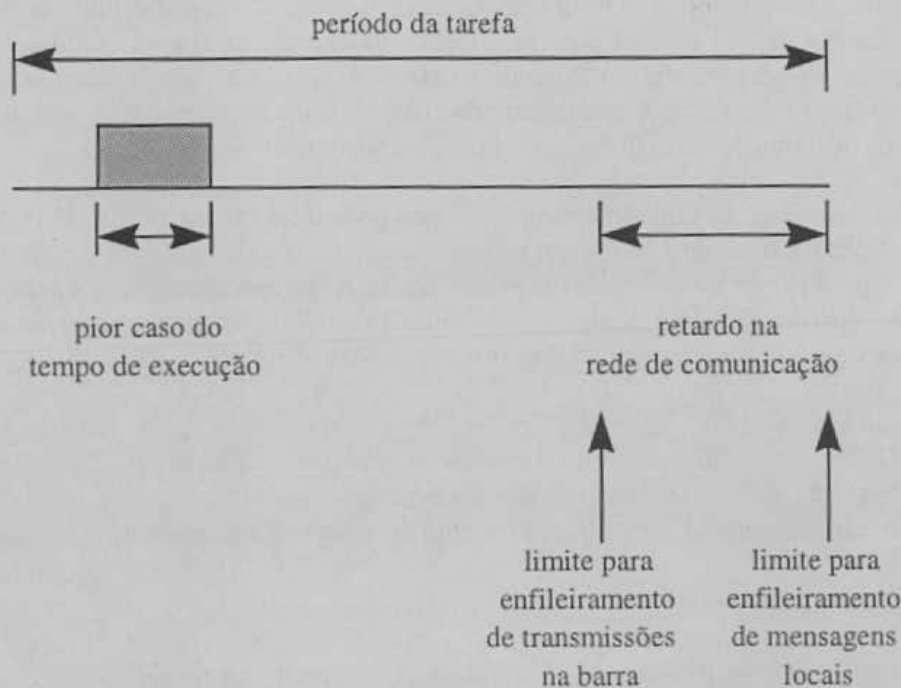 período da tarefa
pior caso do
tempo de execução
retardo na
rede de comunicação
limite para
enfileiramento
de transmissões
na barra
limite para
enfileiramento
de mensagens
locais